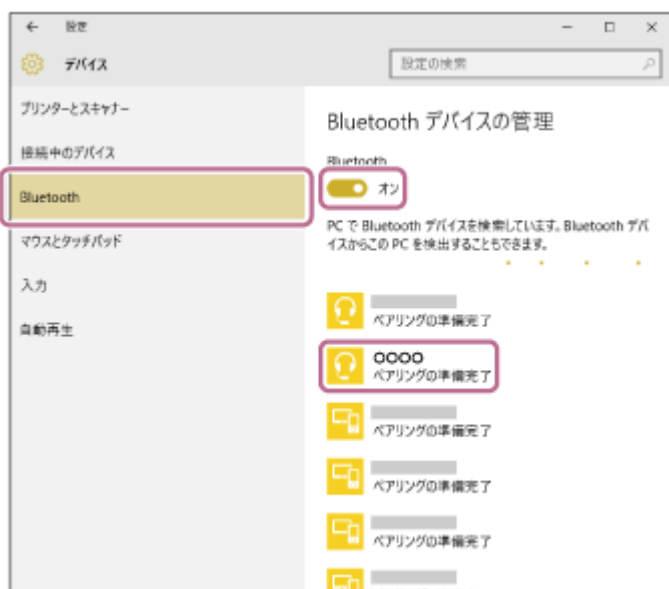 ← 設定
デバイス
設定の検索
プリンターとスキャナー
接続中のデバイス
Bluetooth
マウスとタッチパッド
入力
自動再生
Bluetooth デバイスの管理
Bluetooth
オン
PC で Bluetooth デバイスを検索しています。Bluetooth デバ
イスからこの PC を検出することもできます。
ペアリングの準備完了
○○○○
ペアリングの準備完了
ペアリングの準備完了
ペアリングの準備完了
ペアリングの準備完了